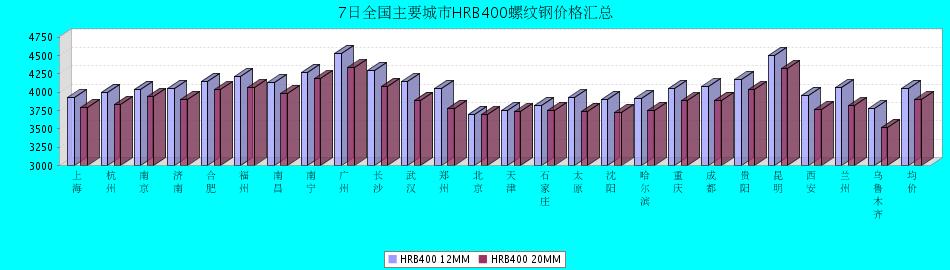 7日全国主要城市HRB400螺纹钢价格汇总
4750
4500
4250
4000
3750
3500
3250
3000
上海
杭州
南京
济南
合肥
福州
南昌
南宁
广州
长沙
武汉
郑州
北京
天津
石家庄
太原
沈阳
哈尔滨
重庆
成都
贵阳
昆明
西安
兰州
乌鲁木齐
均价
HRB400 12MM
HRB400 20MM